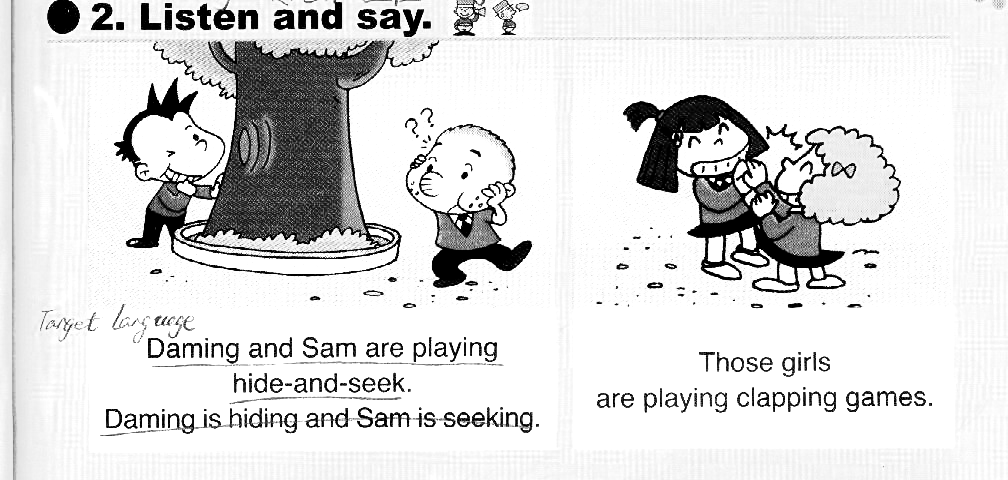 2. Listen and say.
??
Target language
Daming and Sam are playing
hide-and-seek.
Daming is hiding and Sam is seeking.
Those girls
are playing clapping games.